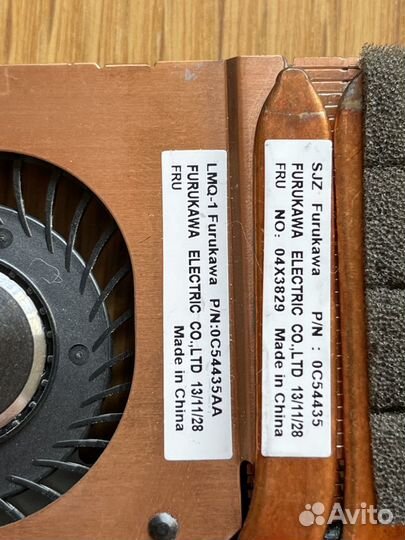 LMQ-1 Furukawa P/N:0C54435AA
FURUKAWA ELECTRIC CO.,LTD 13/11/28
FRU Made in China
SJZ Furukawa P/N : 0C54435
FURUKAWA ELECTRIC CO.,LTD 13/11/28
FRU NO: 04X3829 Made in China
Avito